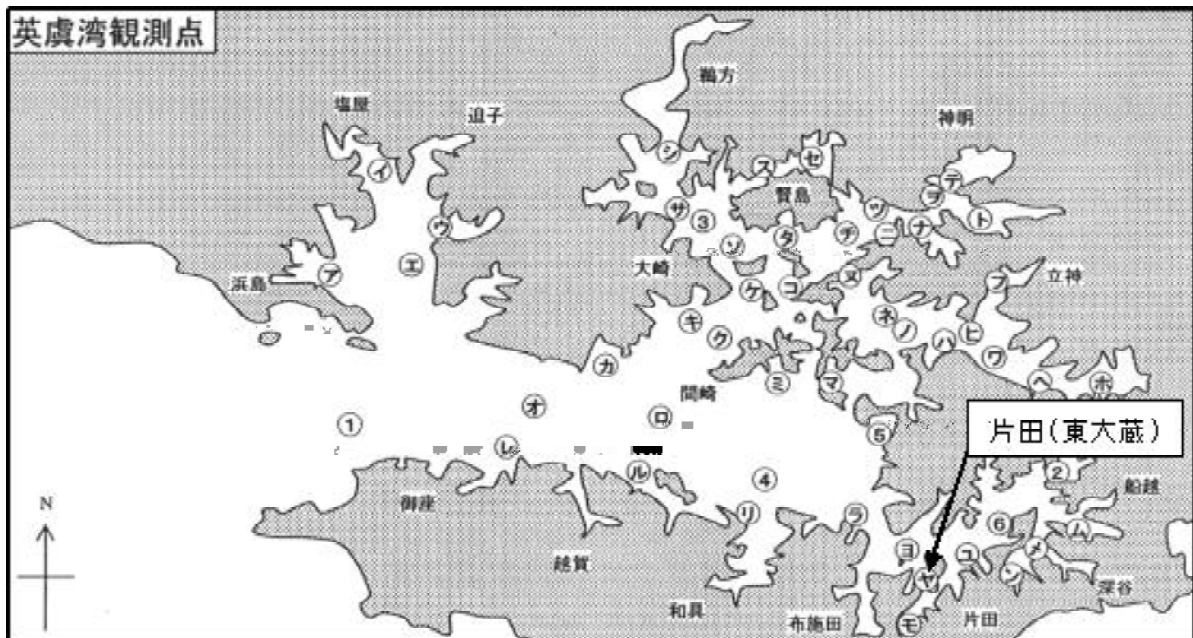 英虞湾観測点
鵜方
塩屋
迫子
神明
シ
ス
セ
イ
テ
ヲ
賢島
サ
③
ツ
ト
ウ
ソ
タ
チ
ニ
ナ
エ
大崎
ア
浜島
ケ
コ
ヌ
フ
立神
キ
ク
ネ
ノ
ハ
ヒ
ワ
カ
間崎
ミ
マ
ヘ
ホ
オ
ロ
①
⑤
片田(東大蔵)
レ
ル
④
②
船越
N
御座
リ
ラ
⑥
ム
ヨ
ユ
メ
越賀
ヤ
ン
深谷
和具
布施田
モ
片田